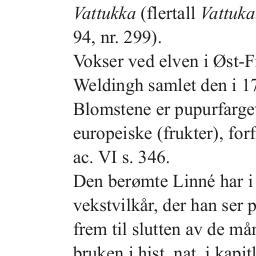 Vattukka (flertall Vattuka
94, nr. 299).
Vokser ved elven i Øst-F
Weldingh samlet den i 17
Blomstene er pupurfarge
europeiske (frukter), forf
ac. VI s. 346.
Den berømte Linné har i
vekstvilkår, der han ser p
frem til slutten av de mån
bruken i hist. nat. i kapitl